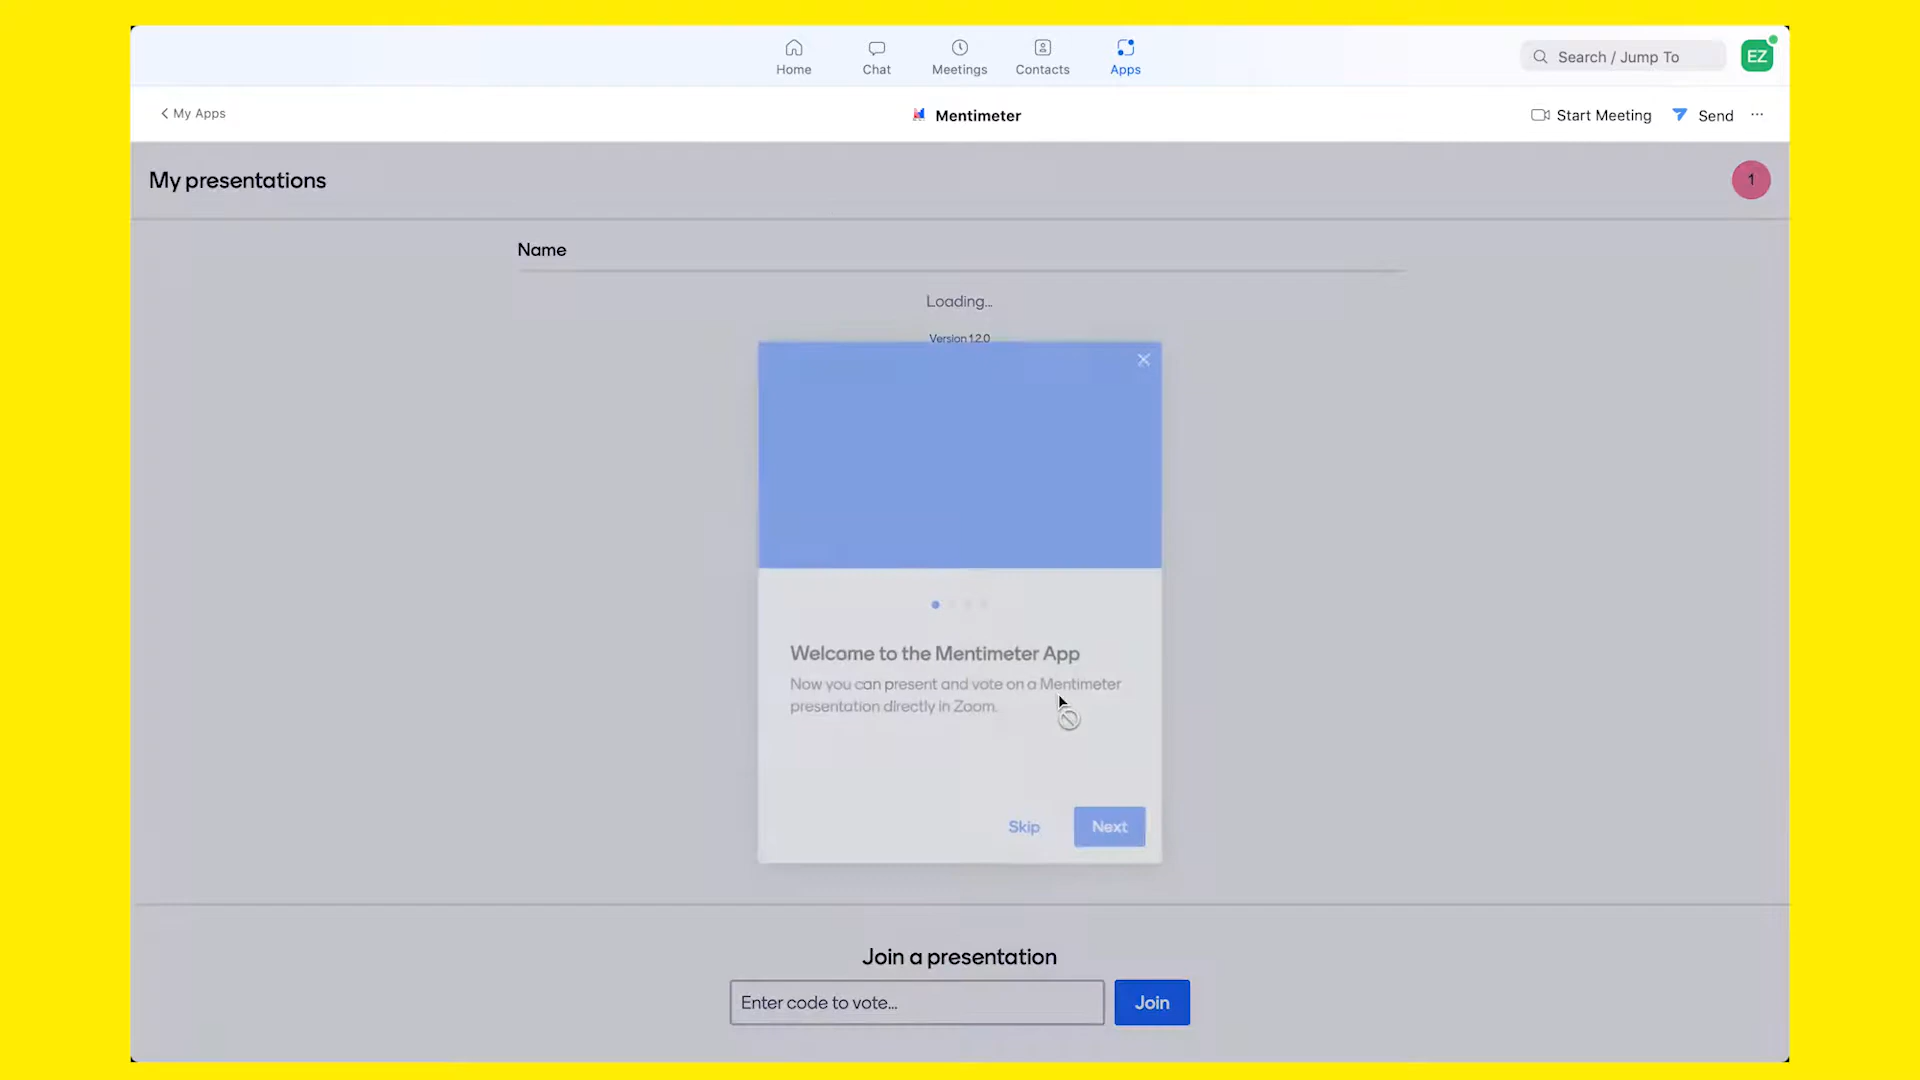 Home
Chat
Meetings
Contacts
Apps
Search / Jump To
EZ
My Apps
Mentimeter
Start Meeting
Send
My presentations
1
Name
Loading...
Version 1.2.0
Welcome to the Mentimeter App
Now you can present and vote on a Mentimeter
presentation directly in Zoom.
Skip
Next
Join a presentation
Enter code to vote...
Join